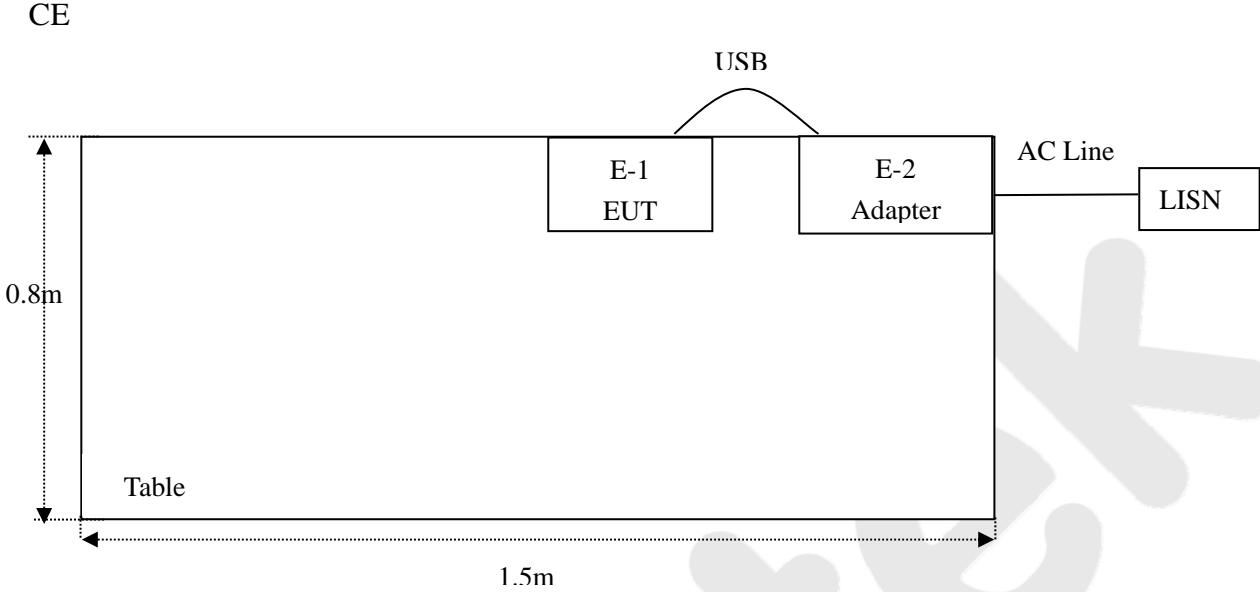 CE
USB
AC Line
E-1
EUT
E-2
Adapter
LISN
0.8m
Table
1.5m